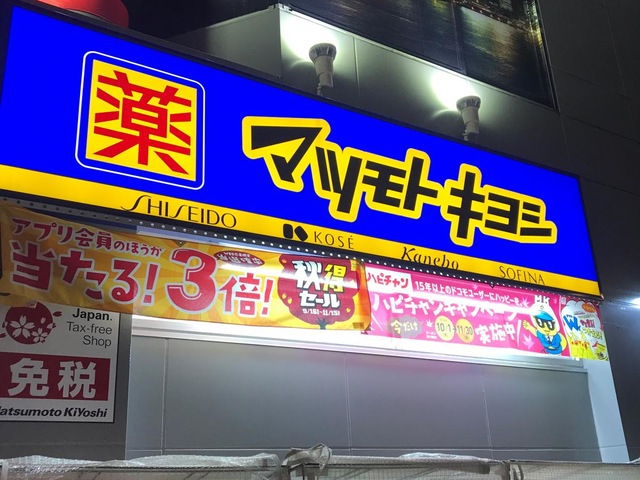 薬
マツモトキヨシ
SHISEIDO
KOSÉ
Kanebo
SOFINA
アプリ会員のほうが
当たる!3倍!
秋得
セール
ハピチャン
15年以上のドコモユーザーにハッピーを
ハピチャンキャンペーン
今だけ
10/1~11/30
実施中
Japan.
Tax-free
Shop
免税
Matsumoto KiYoshi